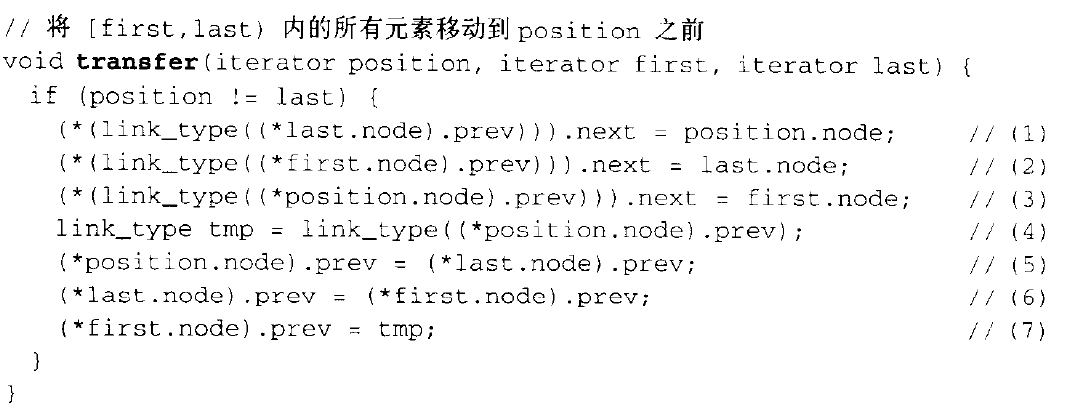 // 将 [first,last) 内的所有元素移动到 position 之前
void transfer(iterator position, iterator first, iterator last) {
  if (position != last) {
    (*(link_type((*last.node).prev))).next = position.node;      // (1)
    (*(link_type((*first.node).prev))).next = last.node;         // (2)
    (*(link_type((*position.node).prev))).next = first.node;     // (3)
    link_type tmp = link_type((*position.node).prev);            // (4)
    (*position.node).prev = (*last.node).prev;                   // (5)
    (*last.node).prev = (*first.node).prev;                      // (6)
    (*first.node).prev = tmp;                                    // (7)
  }
}